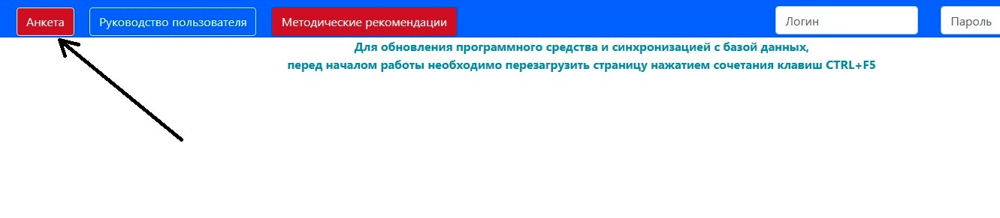 Анкета Руководство пользователя Методические рекомендации Логин Пароль
Для обновления программного средства и синхронизацией с базой данных,
перед началом работы необходимо перезагрузить страницу нажатием сочетания клавиш CTRL+F5